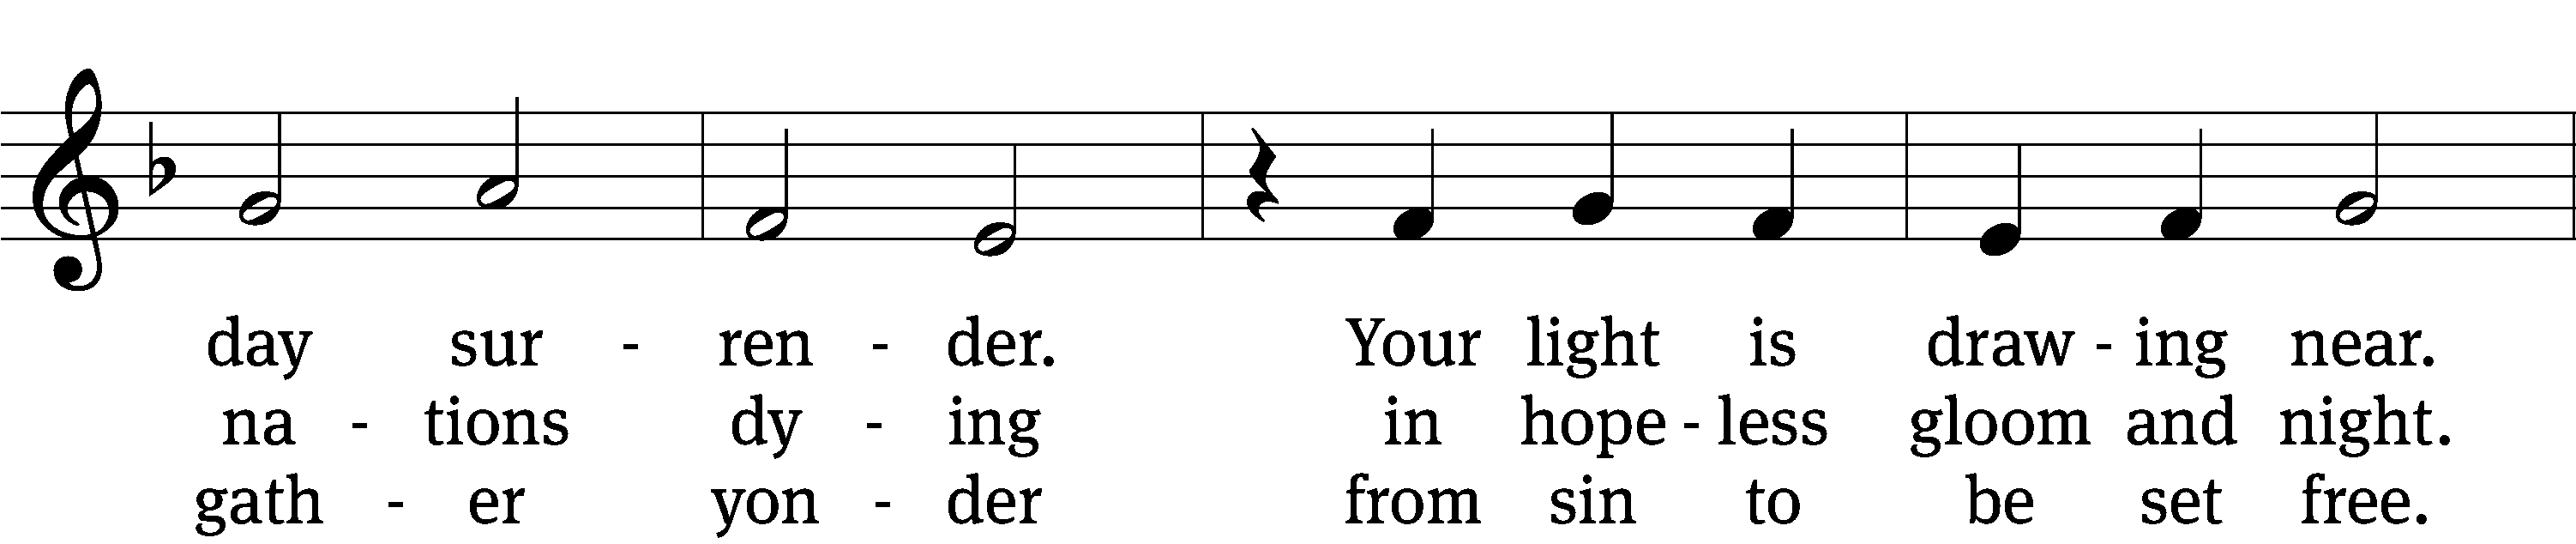 day sur - ren - der. Your light is draw - ing near.
na - tions dy - ing in hope - less gloom and night.
gath - er yon - der from sin to be set free.